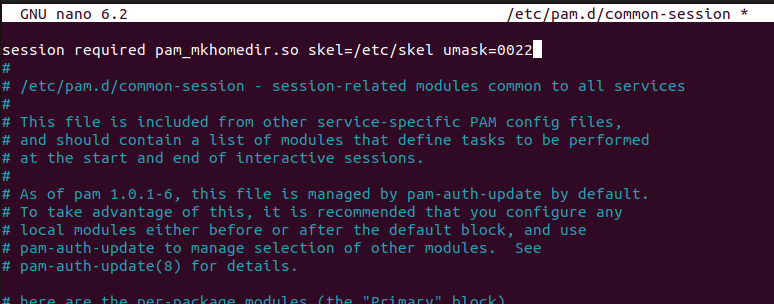 GNU nano 6.2 /etc/pam.d/common-session *
session required pam_mkhomedir.so skel=/etc/skel umask=0022
#
# /etc/pam.d/common-session - session-related modules common to all services
#
# This file is included from other service-specific PAM config files,
# and should contain a list of modules that define tasks to be performed
# at the start and end of interactive sessions.
#
# As of pam 1.0.1-6, this file is managed by pam-auth-update by default.
# To take advantage of this, it is recommended that you configure any
# local modules either before or after the default block, and use
# pam-auth-update to manage selection of other modules.  See
# pam-auth-update(8) for details.
# here are the per-package modules (the "Primary" block)